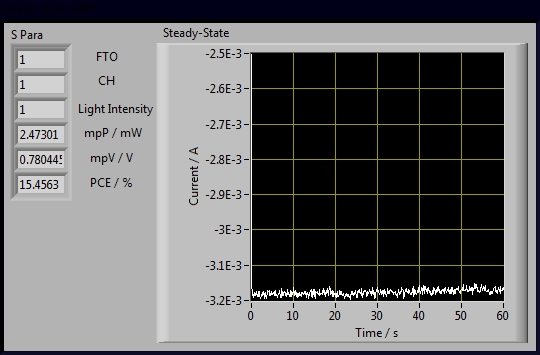 S Para
1 FTO
1 CH
1 Light Intensity
2.47301 mpP / mW
0.780445 mpV / V
15.4563 PCE / %
Steady-State
Current / A
-2.5E-3
-2.6E-3
-2.7E-3
-2.8E-3
-2.9E-3
-3E-3
-3.1E-3
-3.2E-3
0 10 20 30 40 50 60
Time / s